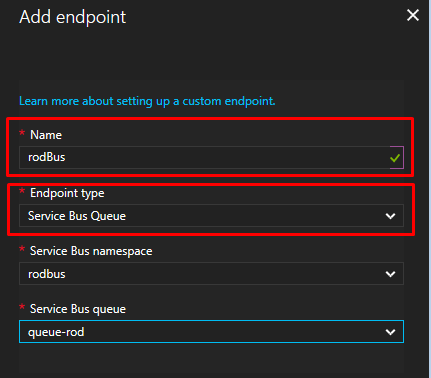 Add endpoint
Learn more about setting up a custom endpoint.
* Name
rodBus
* Endpoint type
Service Bus Queue
* Service Bus namespace
rodbus
* Service Bus queue
queue-rod